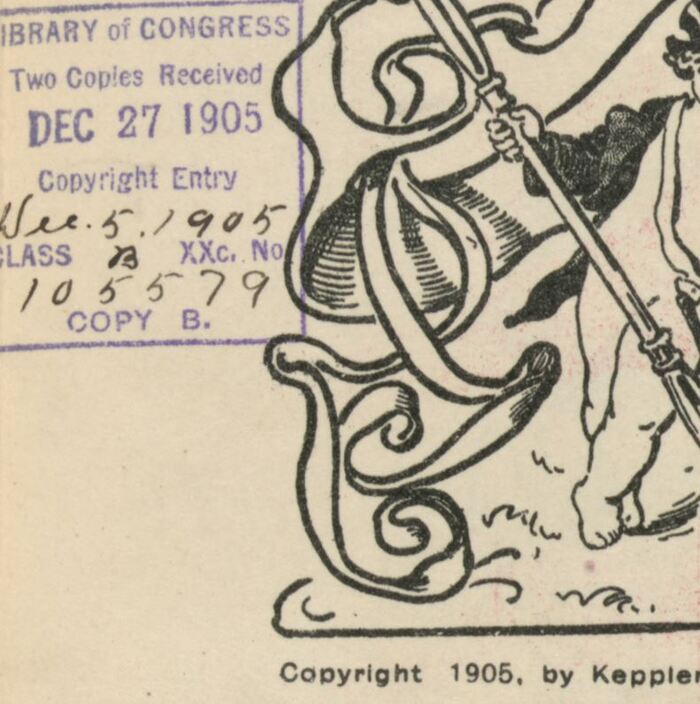 LIBRARY of CONGRESS
Two Copies Received
DEC 27 1905
Copyright Entry
Dec. 5, 1905
CLASS B XXc. No
105579
COPY B.
Copyright 1905, by Keppler